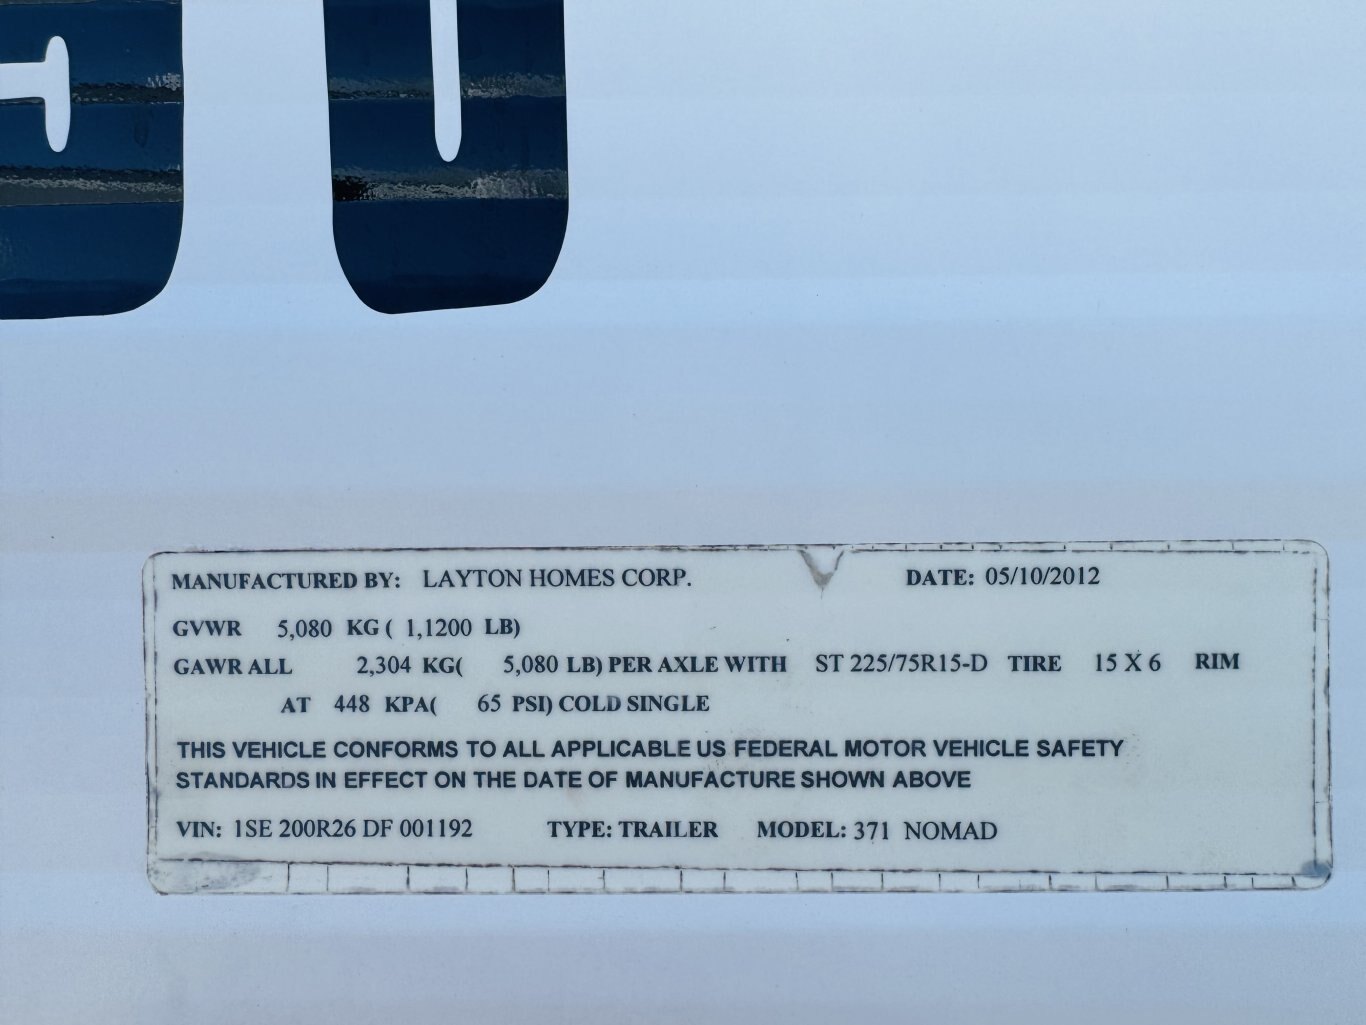 MANUFACTURED BY: LAYTON HOMES CORP. DATE: 05/10/2012
GVWR 5,080 KG ( 1,1200 LB)
GAWR ALL 2,304 KG( 5,080 LB) PER AXLE WITH ST 225/75R15-D TIRE 15 X 6 RIM
AT 448 KPA( 65 PSI) COLD SINGLE
THIS VEHICLE CONFORMS TO ALL APPLICABLE US FEDERAL MOTOR VEHICLE SAFETY
STANDARDS IN EFFECT ON THE DATE OF MANUFACTURE SHOWN ABOVE
VIN: 1SE 200R26 DF 001192 TYPE: TRAILER MODEL: 371 NOMAD